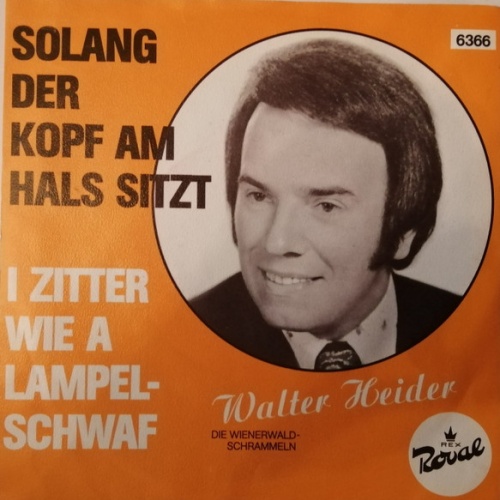 SOLANG
DER
KOPF AM
HALS SITZT
6366
I ZITTER
WIE A
LAMPEL-
SCHWAF
Walter Heider
DIE WIENERWALD-
SCHRAMMELN
REX
Royal